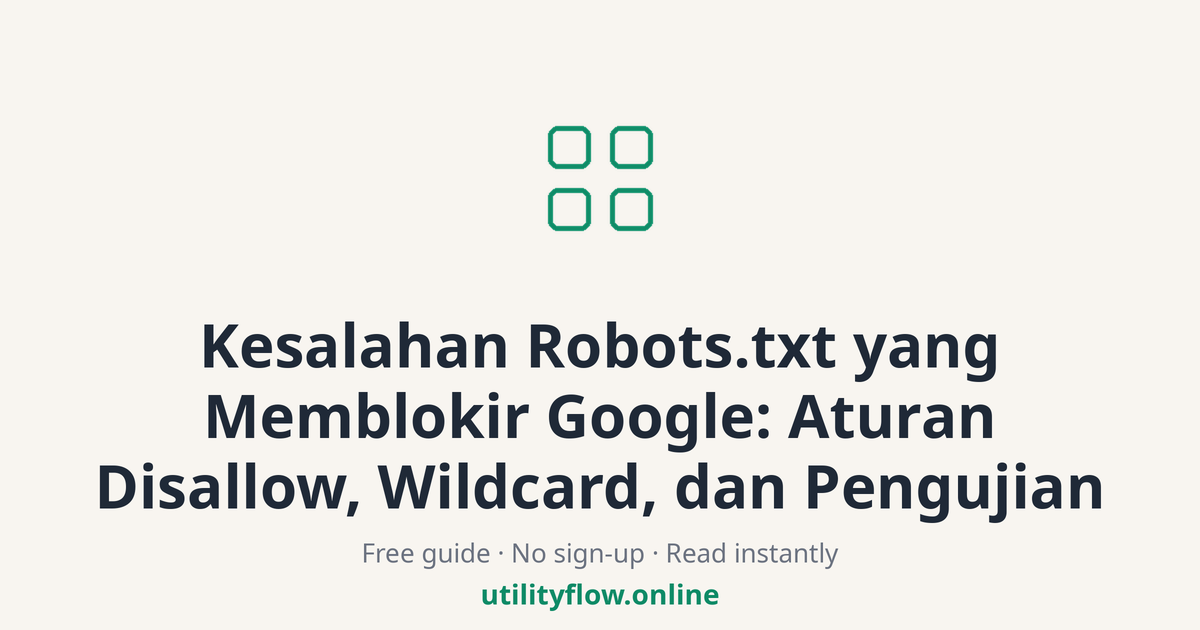 Kesalahan Robots.txt yang
Memblokir Google: Aturan
Disallow, Wildcard, dan Pengujian
Free guide · No sign-up · Read instantly
utilityflow.online